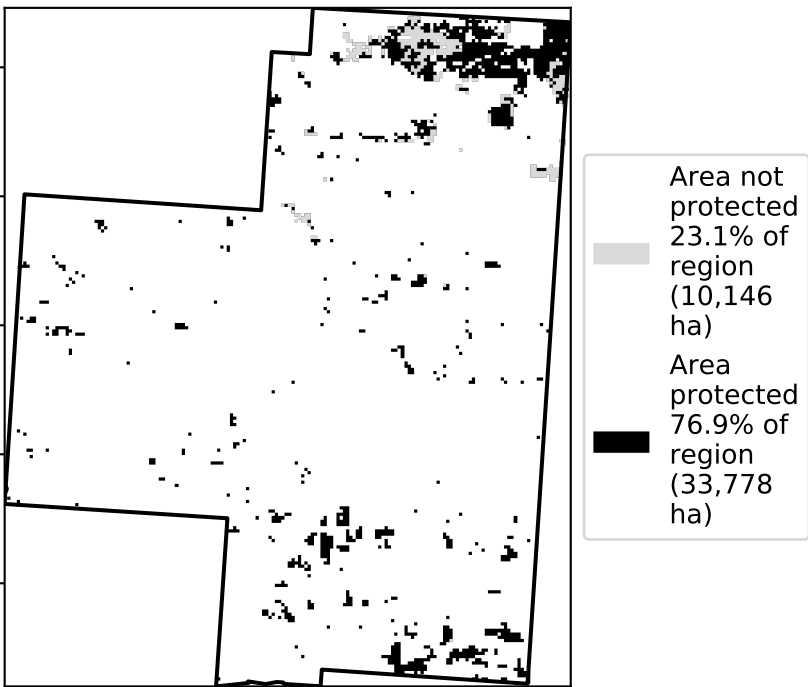 Area not
protected
23.1% of
region
(10,146
ha)
Area
protected
76.9% of
region
(33,778
ha)